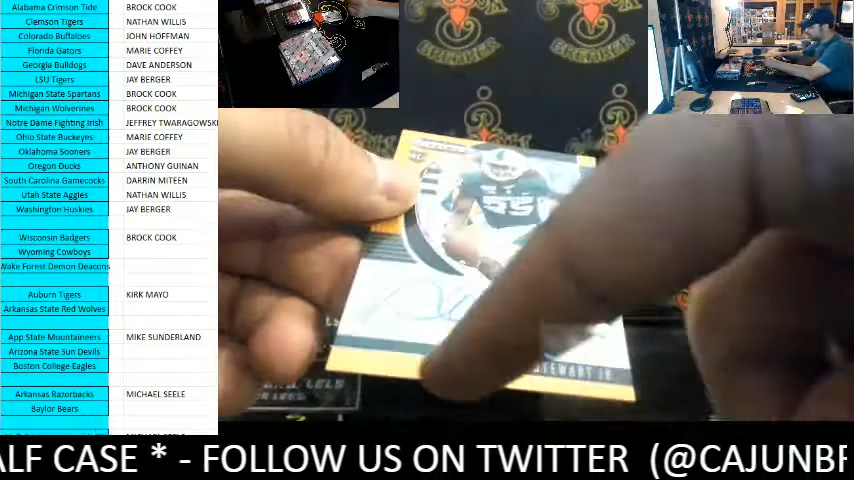 Alabama Crimson Tide BROCK COOK
Clemson Tigers NATHAN WILLIS
Colorado Buffaloes JOHN HOFFMAN
Florida Gators MARIE COFFEY
Georgia Bulldogs DAVE ANDERSON
LSU Tigers JAY BERGER
Michigan State Spartans BROCK COOK
Michigan Wolverines BROCK COOK
Notre Dame Fighting Irish JEFFREY TWARAGOWSKI
Ohio State Buckeyes MARIE COFFEY
Oklahoma Sooners JAY BERGER
Oregon Ducks ANTHONY GUINAN
South Carolina Gamecocks DARRIN MITEEN
Utah State Aggies NATHAN WILLIS
Washington Huskies JAY BERGER
Wisconsin Badgers BROCK COOK
Wyoming Cowboys
Wake Forest Demon Deacons
Auburn Tigers KIRK MAYO
Arkansas State Red Wolves
App State Mountaineers MIKE SUNDERLAND
Arizona State Sun Devils
Boston College Eagles
Arkansas Razorbacks MICHAEL SEELE
Baylor Bears
BREAKER
BREAKER
55
STEWART JR.
ALF CASE * - FOLLOW US ON TWITTER (@CAJUNBR